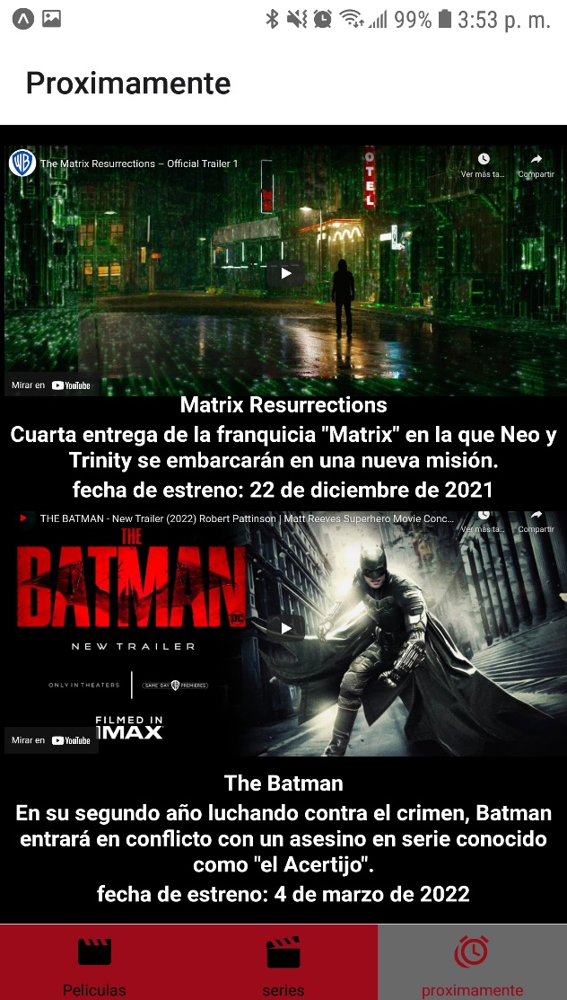 99% 3:53 p. m.
Proximamente
The Matrix Resurrections – Official Trailer 1
Ver más ta...
Compartir
OTEL
Mirar en YouTube
Matrix Resurrections
Cuarta entrega de la franquicia "Matrix" en la que Neo y
Trinity se embarcarán en una nueva misión.
fecha de estreno: 22 de diciembre de 2021
THE BATMAN - New Trailer (2022) Robert Pattinson | Matt Reeves Superhero Movie Conc...
Ver más ta...
Compartir
THE
BATMAN
DC
NEW TRAILER
ONLY IN THEATERS
SAME DAY PREMIERES
FILMED IN
IMAX
Mirar en YouTube
The Batman
En su segundo año luchando contra el crimen, Batman
entrará en conflicto con un asesino en serie conocido
como "el Acertijo".
fecha de estreno: 4 de marzo de 2022
Peliculas
series
proximamente